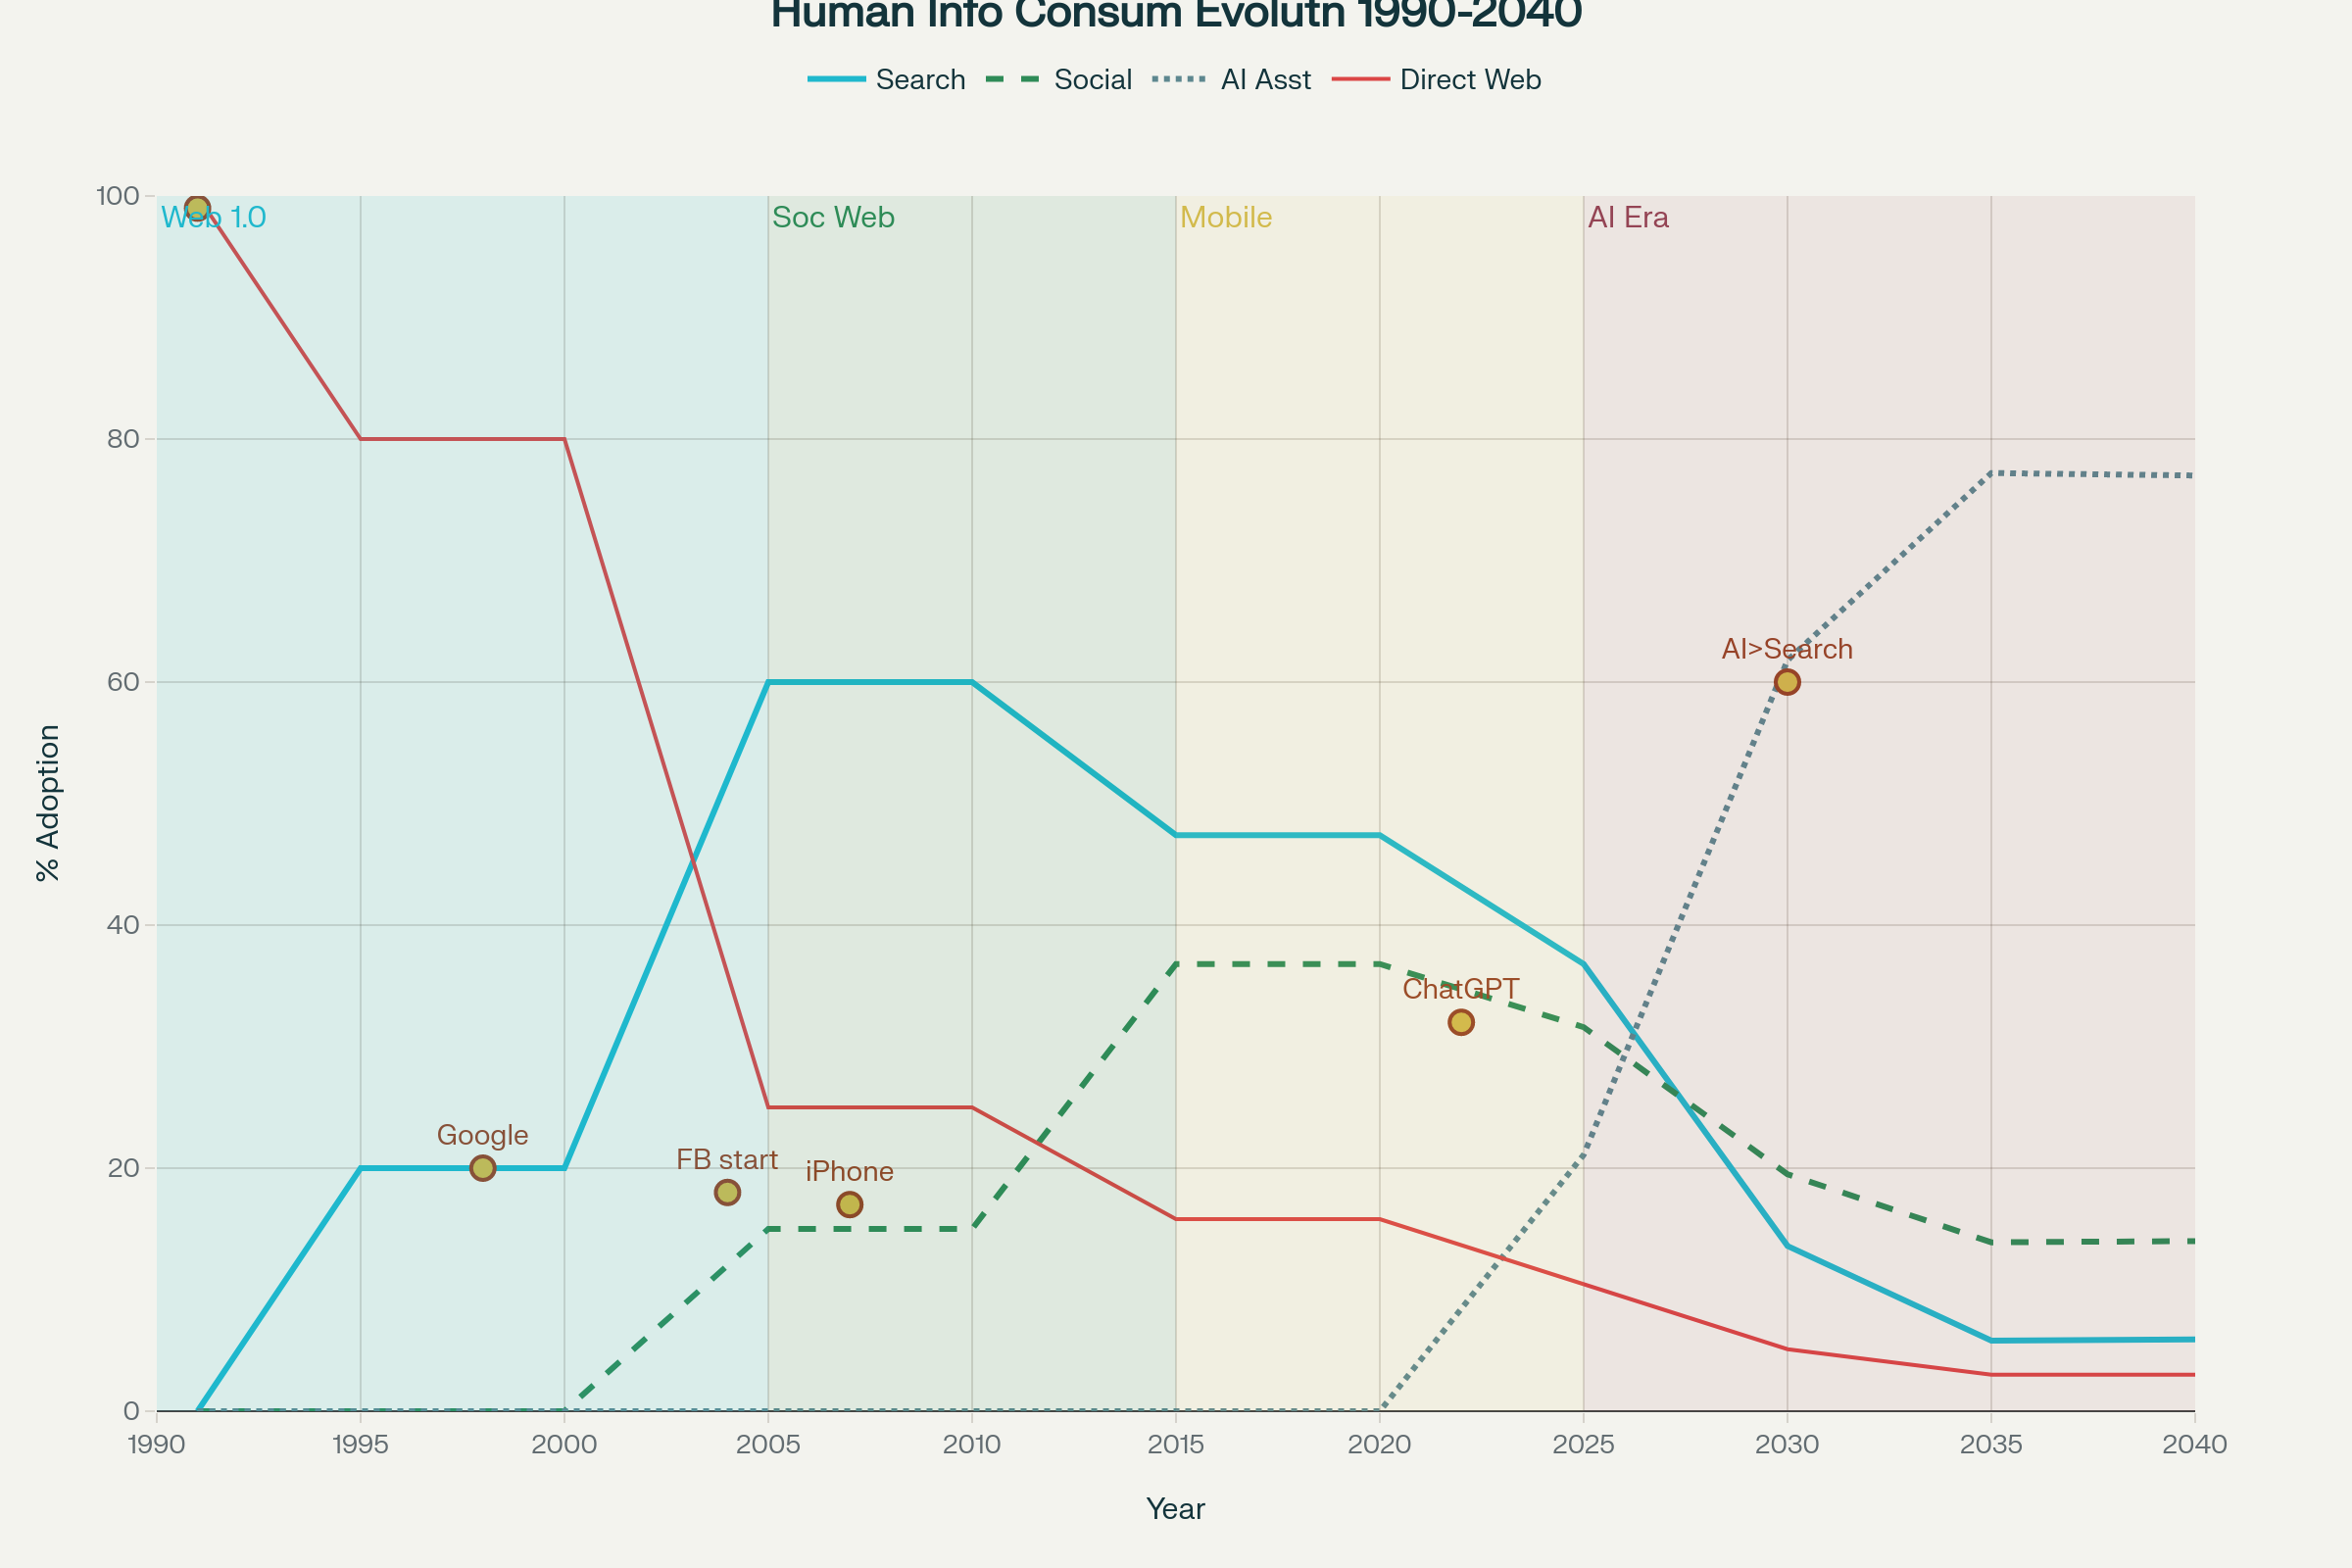 Human Info Consum Evolutn 1990-2040
Search Social AI Asst Direct Web
100
80
60
40
20
0
% Adoption
Web 1.0
Soc Web
Mobile
AI Era
AI>Search
ChatGPT
Google
FB start
iPhone
1990 1995 2000 2005 2010 2015 2020 2025 2030 2035 2040
Year